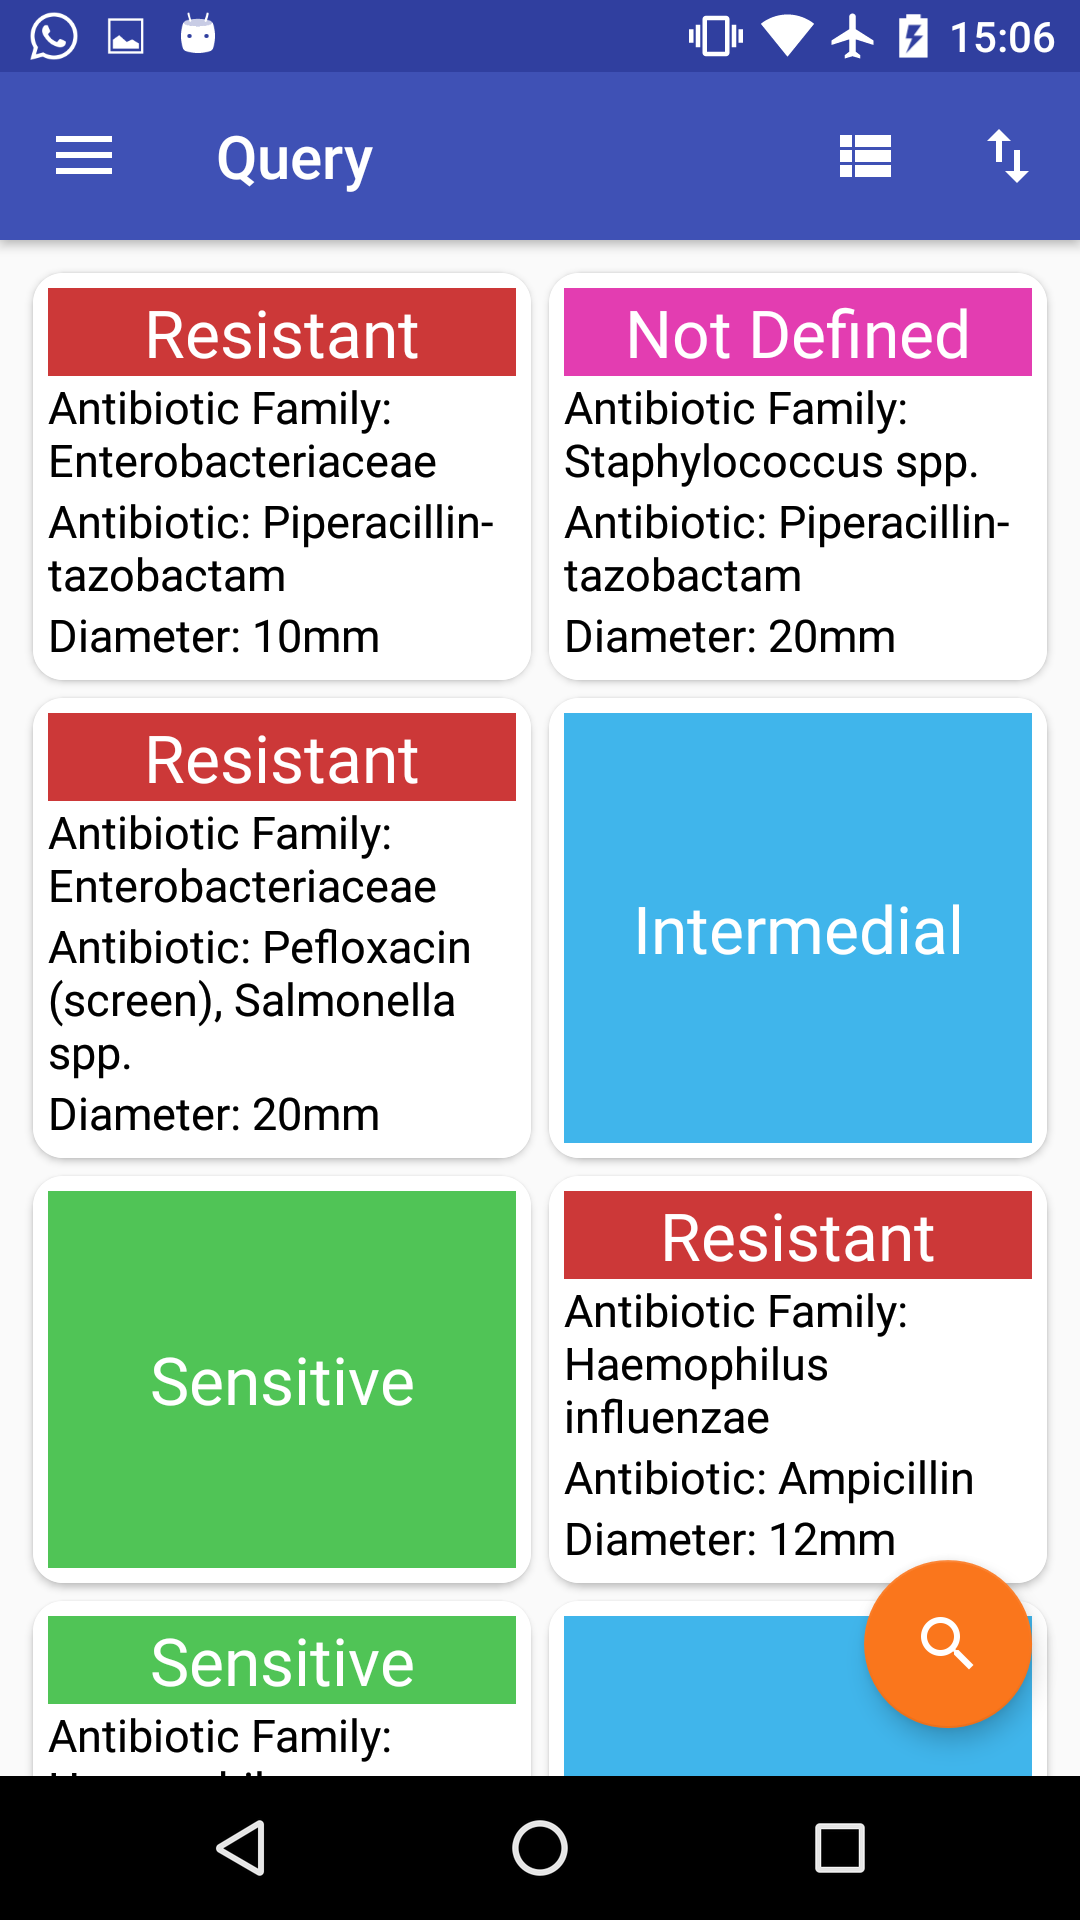 15:06
Query
Resistant
Antibiotic Family:
Enterobacteriaceae
Antibiotic: Piperacillin-
tazobactam
Diameter: 10mm
Not Defined
Antibiotic Family:
Staphylococcus spp.
Antibiotic: Piperacillin-
tazobactam
Diameter: 20mm
Resistant
Antibiotic Family:
Enterobacteriaceae
Antibiotic: Pefloxacin
(screen), Salmonella
spp.
Diameter: 20mm
Intermedial
Sensitive
Resistant
Antibiotic Family:
Haemophilus
influenzae
Antibiotic: Ampicillin
Diameter: 12mm
Sensitive
Antibiotic Family: